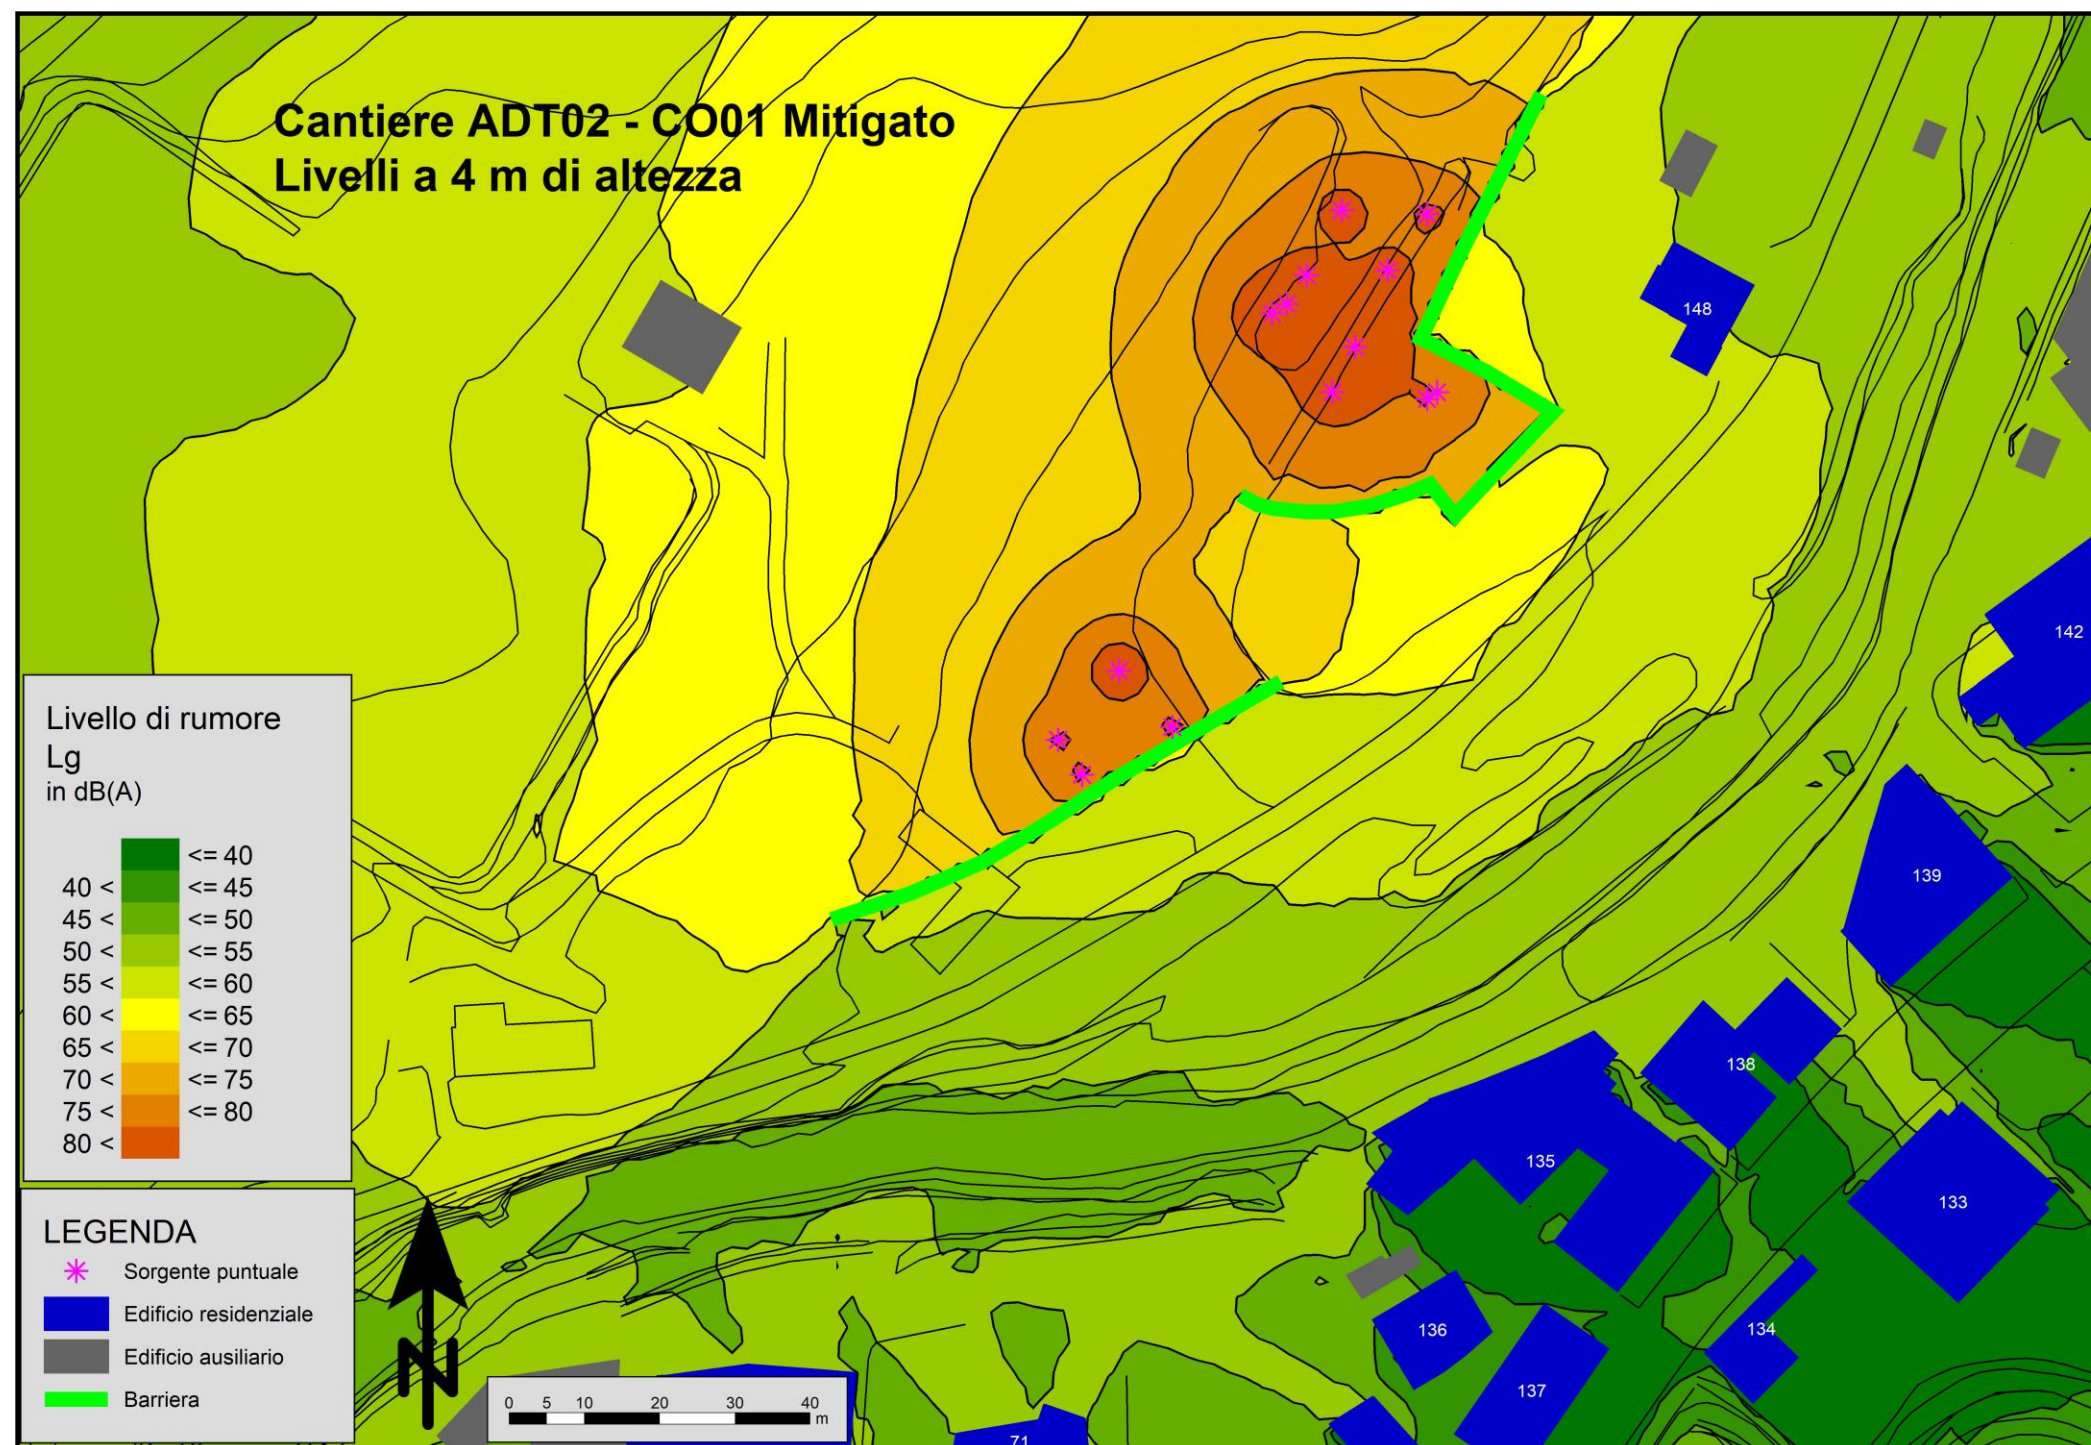 Cantiere ADT02 - CO01 Mitigato
Livelli a 4 m di altezza
148
142
139
138
135
133
136
134
137
71
Livello di rumore
Lg
in dB(A)
<= 40
40 < <= 45
45 < <= 50
50 < <= 55
55 < <= 60
60 < <= 65
65 < <= 70
70 < <= 75
75 < <= 80
80 <
LEGENDA
Sorgente puntuale
Edificio residenziale
Edificio ausiliario
Barriera
N
0 5 10 20 30 40
m